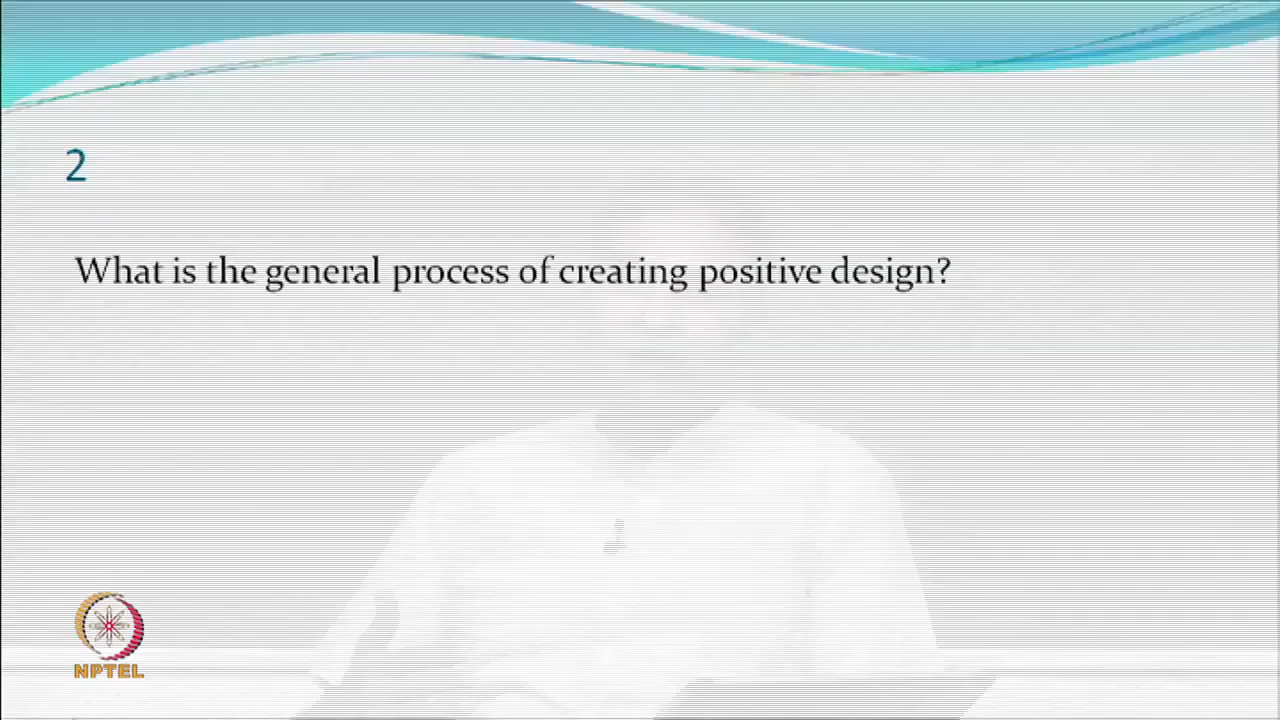 2
What is the general process of creating positive design?
NPTEL